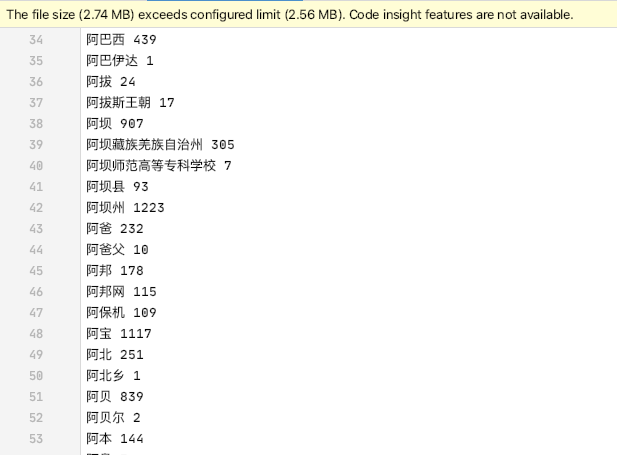 The file size (2.74 MB) exceeds configured limit (2.56 MB). Code insight features are not available.
34 阿巴西 439
35 阿巴伊达 1
36 阿拔 24
37 阿拔斯王朝 17
38 阿坝 907
39 阿坝藏族羌族自治州 305
40 阿坝师范高等专科学校 7
41 阿坝县 93
42 阿坝州 1223
43 阿爸 232
44 阿爸父 10
45 阿邦 178
46 阿邦网 115
47 阿保机 109
48 阿宝 1117
49 阿北 251
50 阿北乡 1
51 阿贝 839
52 阿贝尔 2
53 阿本 144